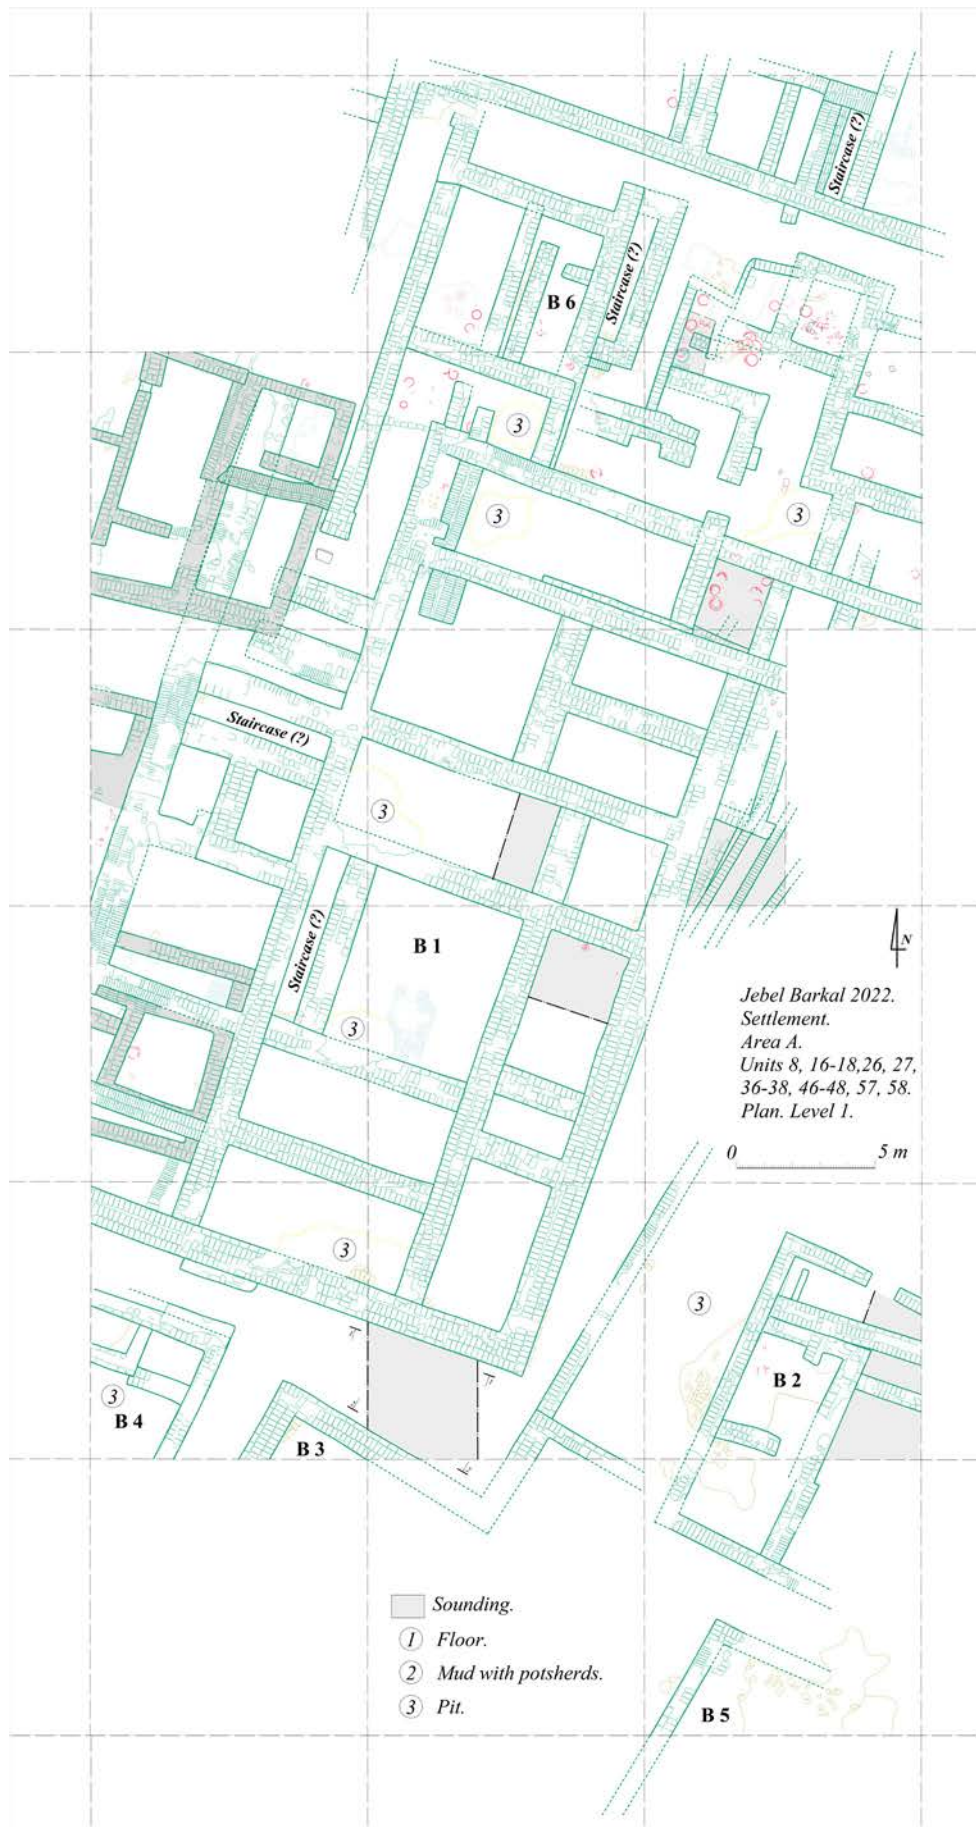 Staircase (?)
B 6
Staircase (?)
3
3
3
Staircase (?)
3
B 1
Staircase (?)
3
N
Jebel Barkal 2022.
Settlement.
Area A.
Units 8, 16-18,26, 27,
36-38, 46-48, 57, 58.
Plan. Level 1.
0 5 m
3
3
B 2
3
B 4
B 3
Sounding.
1 Floor.
2 Mud with potsherds.
3 Pit.
B 5